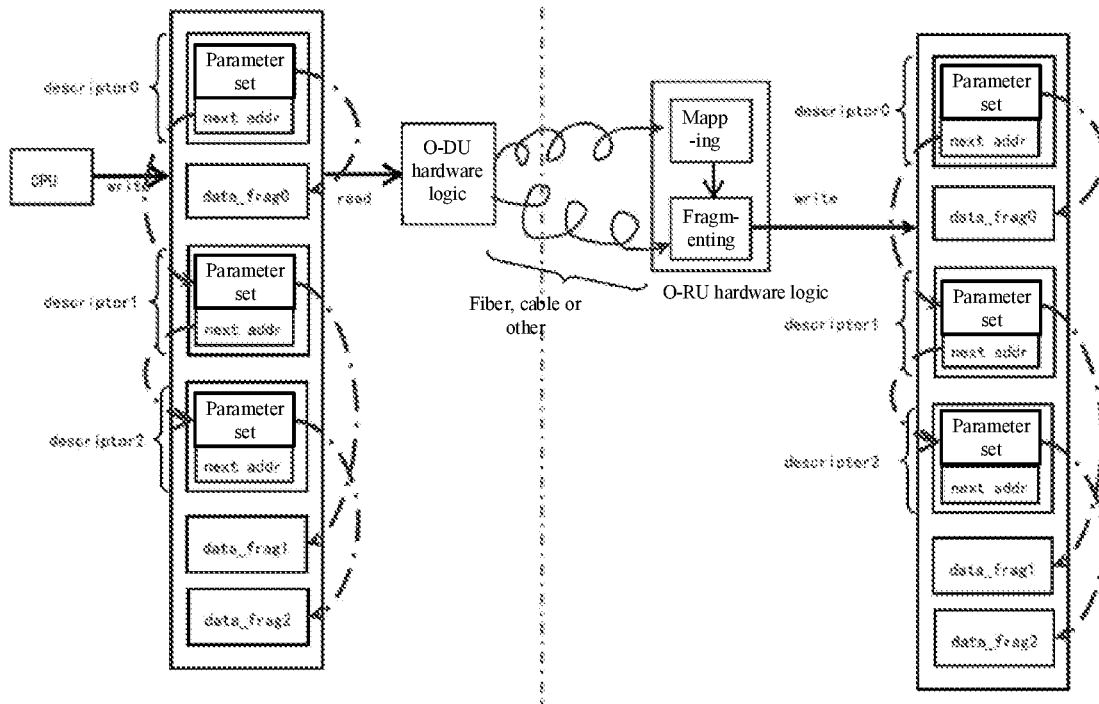 Parameter
set
next addr
descriptor0
CPU
write
data_frag0
read
Parameter
set
next addr
descriptor1
Parameter
set
next addr
descriptor2
data_frag1
data_frag2
O-DU
hardware
logic
Fiber, cable or
other
Mapp
-ing
Fragm-
enting
O-RU hardware logic
write
Parameter
set
next addr
descriptor0
data_frag0
Parameter
set
next addr
descriptor1
Parameter
set
next addr
descriptor2
data_frag1
data_frag2